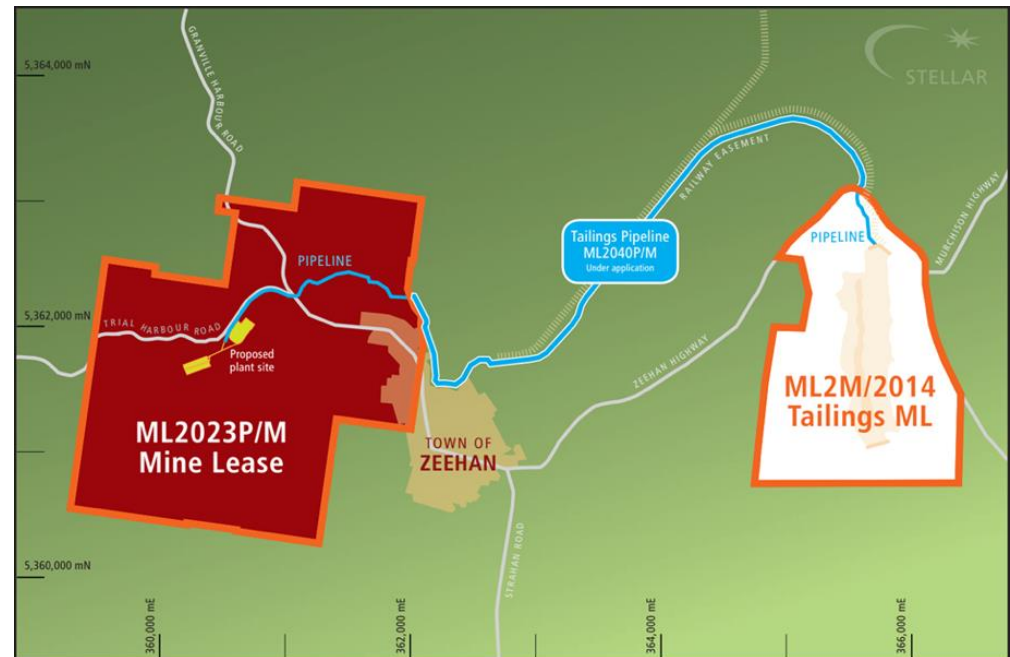 5,364,000 mN
GRANVILLE HARBOUR ROAD
STELLAR
RAILWAY EASEMENT
MURCHISON HIGHWAY
Tailings Pipeline
ML2040P/M
Under application
PIPELINE
PIPELINE
5,362,000 mN
TRIAL HARBOUR ROAD
Proposed
plant site
ZEEHAN HIGHWAY
ML2M/2014
Tailings ML
ML2023P/M
Mine Lease
TOWN OF
ZEEHAN
STRAHAN ROAD
5,360,000 mN
360,000 mE
362,000 mE
364,000 mE
366,000 mE